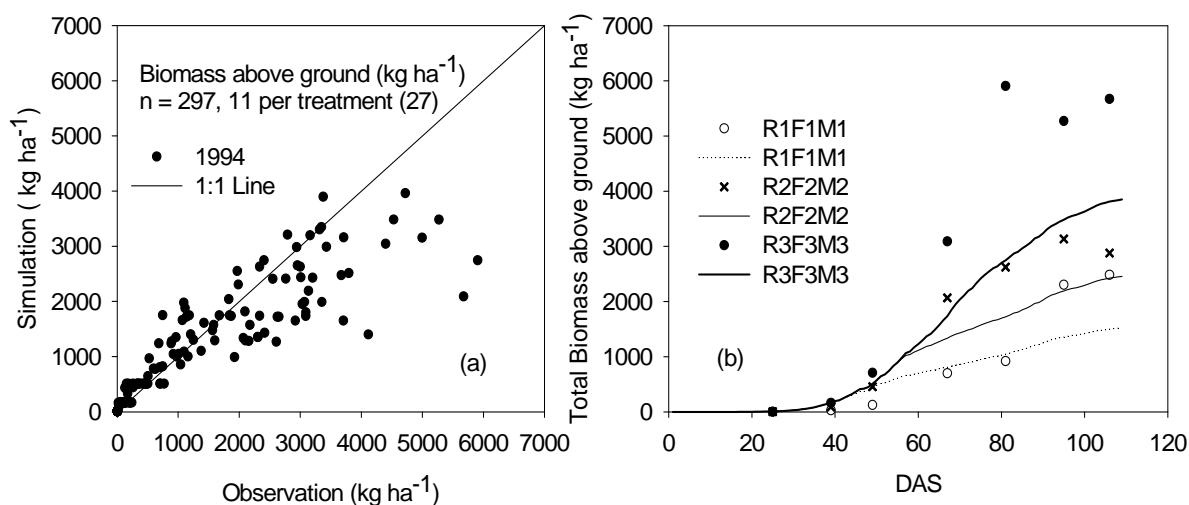 7000
6000
5000
4000
3000
2000
1000
0
Simulation ( kg ha-1)
Biomass above ground (kg ha-1)
n = 297, 11 per treatment (27)
1994
1:1 Line
(a)
0 1000 2000 3000 4000 5000 6000 7000
Observation (kg ha-1)
7000
6000
5000
4000
3000
2000
1000
0
Total Biomass above ground (kg ha-1)
R1F1M1
R1F1M1
R2F2M2
R2F2M2
R3F3M3
R3F3M3
(b)
0 20 40 60 80 100 120
DAS